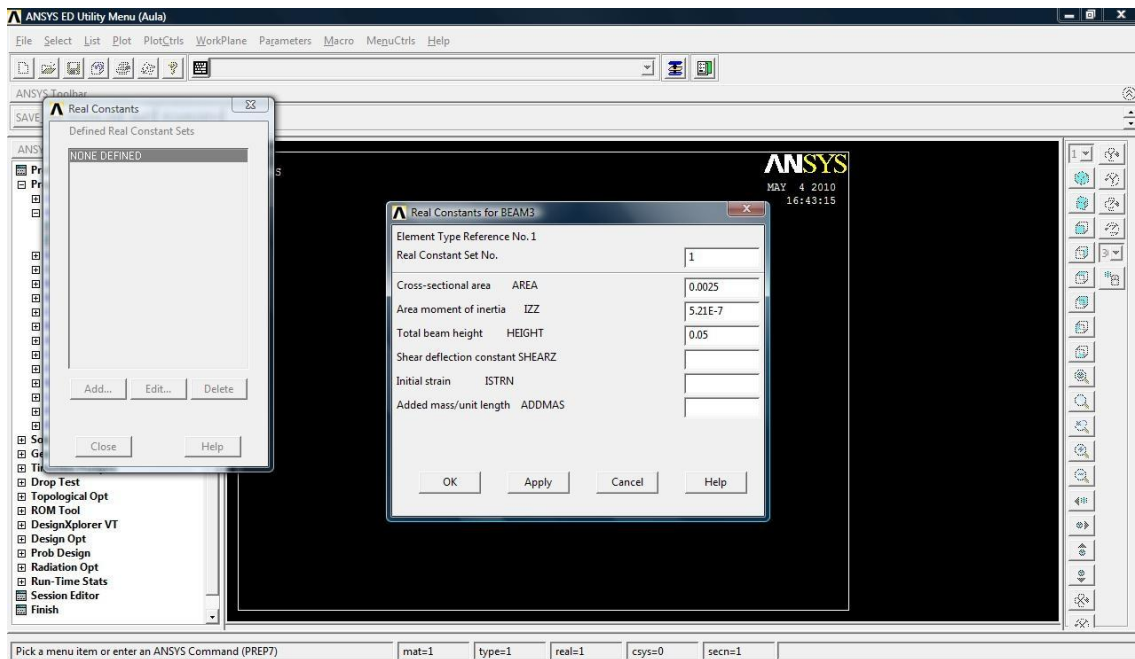 ANSYS ED Utility Menu (Aula)
File Select List Plot PlotCtrls WorkPlane Parameters Macro MenuCtrls Help
ANSYS Toolbar
SAVE
Real Constants
Defined Real Constant Sets
NONE DEFINED
Add... Edit... Delete
Close Help
ANSYS
MAY 4 2010
16:43:15
Real Constants for BEAM3
Element Type Reference No. 1
Real Constant Set No. 1
Cross-sectional area AREA 0.0025
Area moment of inertia IZZ 5.21E-7
Total beam height HEIGHT 0.05
Shear deflection constant SHEARZ
Initial strain ISTRN
Added mass/unit length ADDMAS
OK Apply Cancel Help
Drop Test
Topological Opt
ROM Tool
DesignXplorer VT
Design Opt
Prob Design
Radiation Opt
Run-Time Stats
Session Editor
Finish
1
Pick a menu item or enter an ANSYS Command (PREP7) mat=1 type=1 real=1 csys=0 secn=1